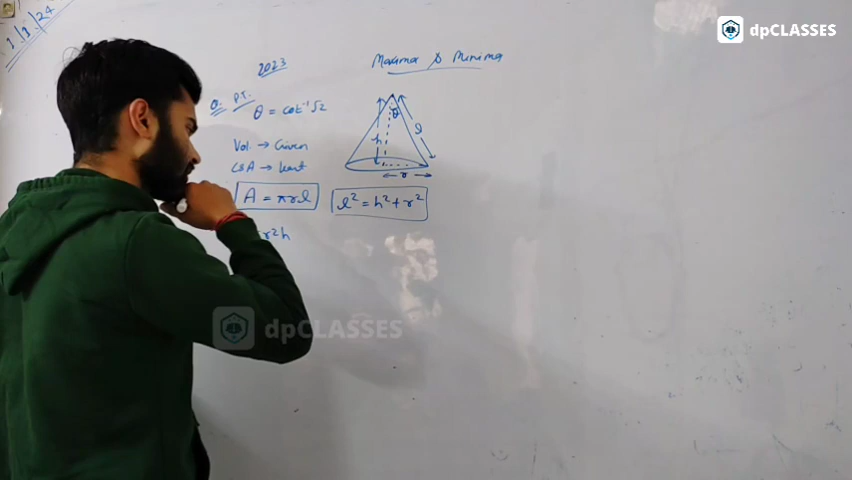 1/1/24
dpCLASSES
2023
Maxima & Minima
Q. P.T.
θ = cot⁻¹√2
θ
h
l
r
Vol. → Given
CSA → least
A = πrl
l² = h² + r²
r²h
dpCLASSES